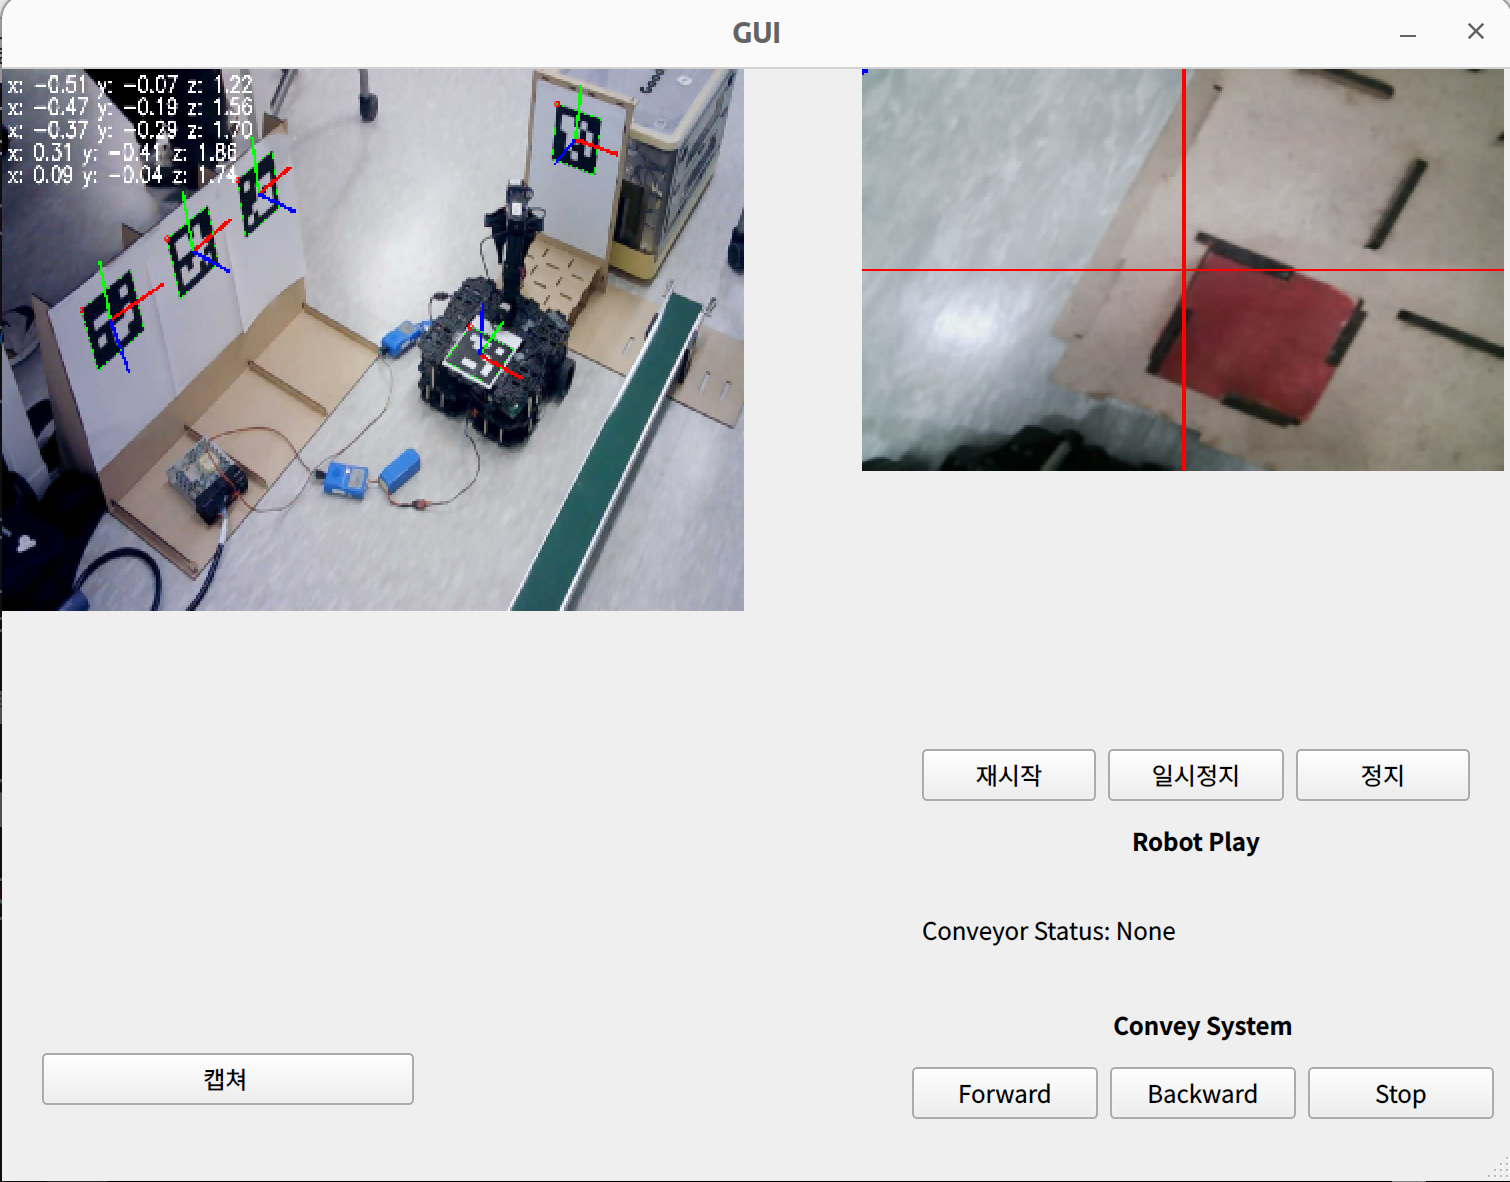 GUI
x: -0.51 y: -0.07 z: 1.22
x: -0.47 y: -0.19 z: 1.56
x: -0.37 y: -0.29 z: 1.70
x: 0.31 y: -0.41 z: 1.86
x: 0.09 y: -0.04 z: 1.74
재시작 일시정지 정지
Robot Play
Conveyor Status: None
Convey System
캡쳐
Forward Backward Stop